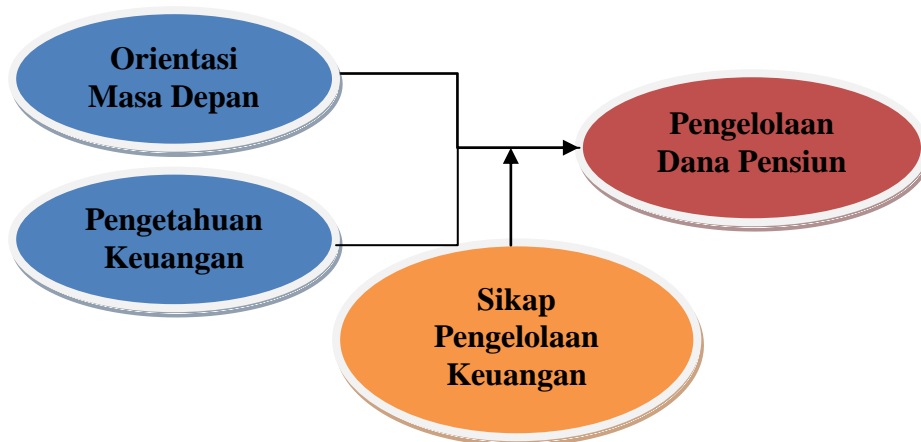 Orientasi
Masa Depan
Pengelolaan
Dana Pensiun
Pengetahuan
Keuangan
Sikap
Pengelolaan
Keuangan